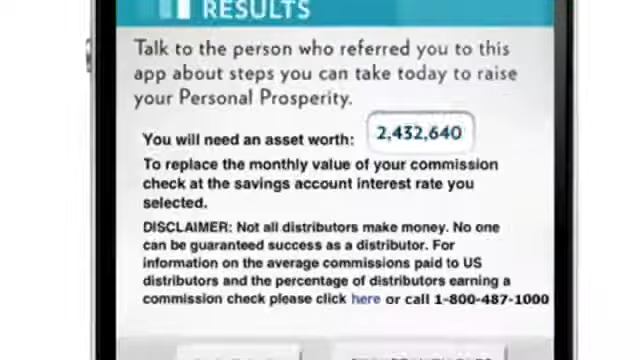 RESULTS
Talk to the person who referred you to this
app about steps you can take today to raise
your Personal Prosperity.
You will need an asset worth: 2,432,640
To replace the monthly value of your commission
check at the savings account interest rate you
selected.
DISCLAIMER: Not all distributors make money. No one
can be guaranteed success as a distributor. For
information on the average commissions paid to US
distributors and the percentage of distributors earning a
commission check please click here or call 1-800-487-1000